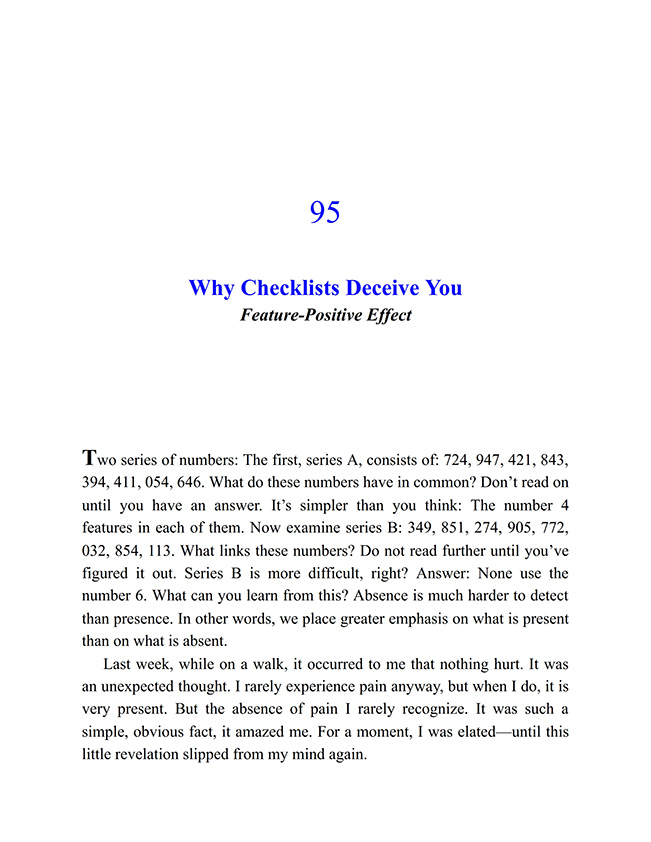 95
Why Checklists Deceive You
Feature-Positive Effect
Two series of numbers: The first, series A, consists of: 724, 947, 421, 843,
394, 411, 054, 646. What do these numbers have in common? Don’t read on
until you have an answer. It’s simpler than you think: The number 4
features in each of them. Now examine series B: 349, 851, 274, 905, 772,
032, 854, 113. What links these numbers? Do not read further until you’ve
figured it out. Series B is more difficult, right? Answer: None use the
number 6. What can you learn from this? Absence is much harder to detect
than presence. In other words, we place greater emphasis on what is present
than on what is absent.
Last week, while on a walk, it occurred to me that nothing hurt. It was
an unexpected thought. I rarely experience pain anyway, but when I do, it is
very present. But the absence of pain I rarely recognize. It was such a
simple, obvious fact, it amazed me. For a moment, I was elated—until this
little revelation slipped from my mind again.